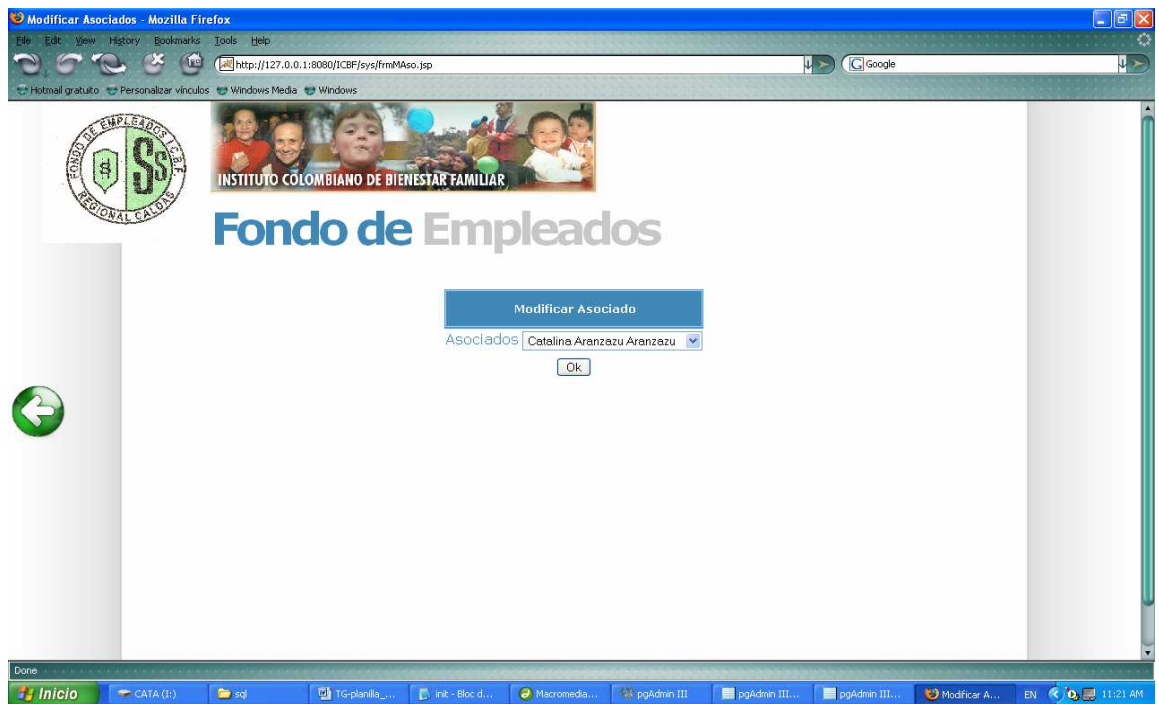 Modificar Asociados - Mozilla Firefox
File Edit View History Bookmarks Tools Help
http://127.0.0.1:8080/ICBF/sys/frmMAso.jsp
Google
Hotmail gratuito Personalizar vínculos Windows Media Windows
FONDO DE EMPLEADOS I.C.B.F.
SS
REGIONAL CALDAS
INSTITUTO COLOMBIANO DE BIENESTAR FAMILIAR
Fondo de Empleados
Modificar Asociado
Asociados Catalina Aranzazu Aranzazu
Ok
Done
Inicio CATA (I:) sql TG-planilla_... init - Bloc d... Macromedia... pgAdmin III pgAdmin III... pgAdmin III... Modificar A... EN 11:21 AM